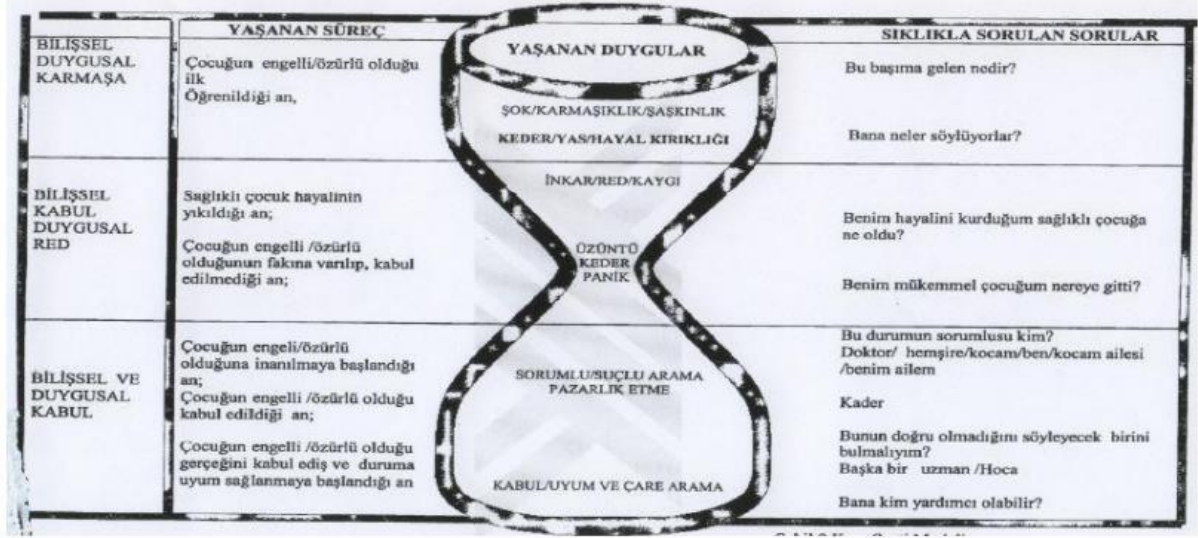 YAŞANAN SÜREÇ
YAŞANAN DUYGULAR
SIKLIKLA SORULAN SORULAR
BİLİŞSEL
DUYGUSAL
KARMAŞA
Çocuğun engelli/özürlü olduğu
ilk
Öğrenildiği an,
ŞOK/KARMAŞIKLIK/ŞAŞKINLIK
KEDER/YAS/HAYAL KIRIKLIĞI
Bu başıma gelen nedir?
Bana neler söylüyorlar?
BİLİŞSEL
KABUL
DUYGUSAL
RED
Saglıklı çocuk hayalinin
yıkıldığı an;
Çocuğun engelli /özürlü
olduğunun fakına varılıp, kabul
edilmediği an;
İNKAR/RED/KAYGI
ÜZÜNTÜ
KEDER
PANİK
Benim hayalini kurduğum sağlıklı çocuğa
ne oldu?
Benim mükemmel çocuğum nereye gitti?
BİLİŞSEL VE
DUYGUSAL
KABUL
Çocuğun engeli/özürlü
olduğuna inanılmaya başlandığı
an;
Çocuğun engelli /özürlü olduğu
kabul edildiği an;
Çocuğun engelli /özürlü olduğu
gerçeğini kabul ediş ve duruma
uyum sağlanmaya başlandığı an
SORUMLU/SUÇLU ARAMA
PAZARLIK ETME
KABUL/UYUM VE ÇARE ARAMA
Bu durumun sorumlusu kim?
Doktor/ hemşire/kocam/ben/kocam ailesi
/benim ailem
Kader
Bunun doğru olmadığını söyleyecek birini
bulmalıyım?
Başka bir uzman /Hoca
Bana kim yardımcı olabilir?